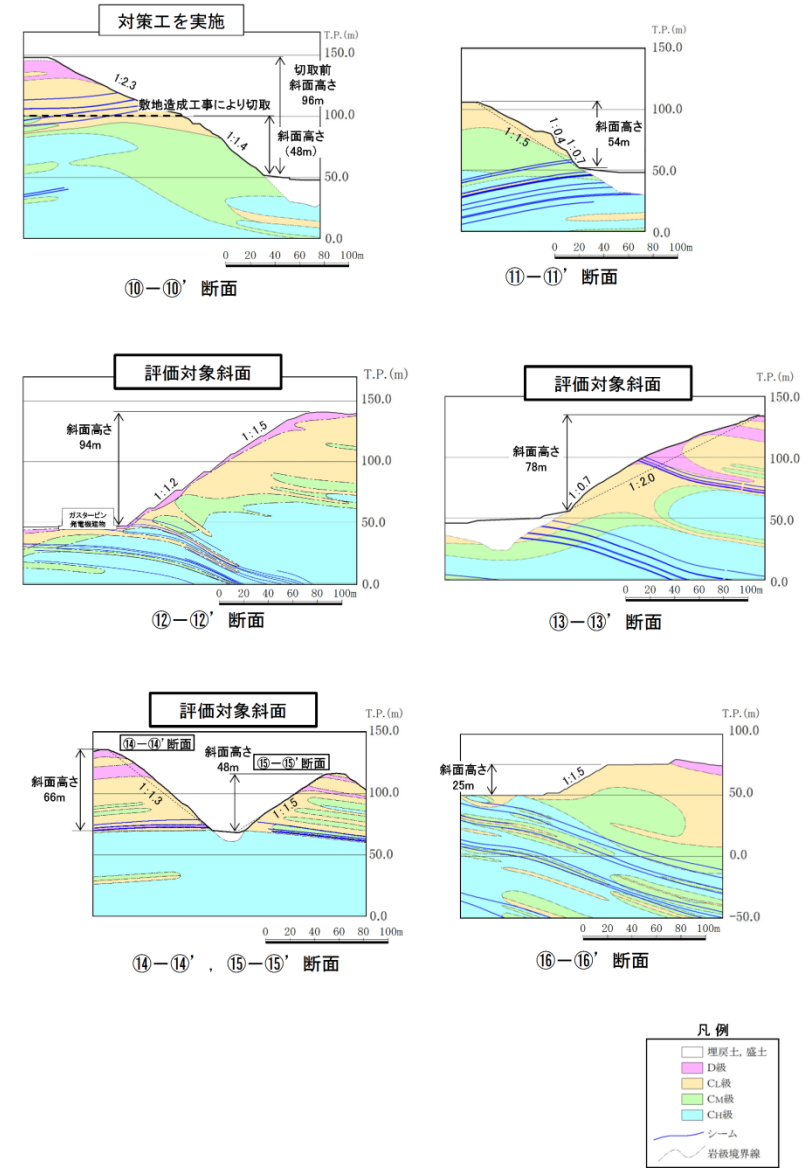 対策工を実施
T.P.(m)
150.0
1:2.3
切取前
斜面高さ
96m
敷地造成工事により切取
100.0
1:1.4
斜面高さ
(48m)
50.0
0.0
0 20 40 60 80 100m
⑩－⑩’断面
T.P.(m)
150.0
100.0
1:0.4
1:0.7
1:1.5
斜面高さ
54m
50.0
0.0
0 20 40 60 80 100m
⑪－⑪’断面
評価対象斜面
T.P.(m)
150.0
斜面高さ
94m
1:1.5
100.0
1:1.2
ガスタービン
発電機建物
50.0
0.0
0 20 40 60 80 100m
⑫－⑫’断面
評価対象斜面
T.P.(m)
150.0
斜面高さ
78m
100.0
1:0.7
1:2.0
50.0
0.0
0 20 40 60 80 100m
⑬－⑬’断面
評価対象斜面
T.P.(m)
150.0
⑭－⑭’断面
斜面高さ
48m
⑮－⑮’断面
斜面高さ
66m
1:1.3
1:1.5
100.0
50.0
0.0
0 20 40 60 80 100m
⑭－⑭’，⑮－⑮’断面
T.P.(m)
100.0
斜面高さ
25m
1:1.5
50.0
0.0
-50.0
0 20 40 60 80 100m
⑯－⑯’断面
凡例
埋戻土，盛土
D級
CL級
CM級
CH級
シーム
岩級境界線